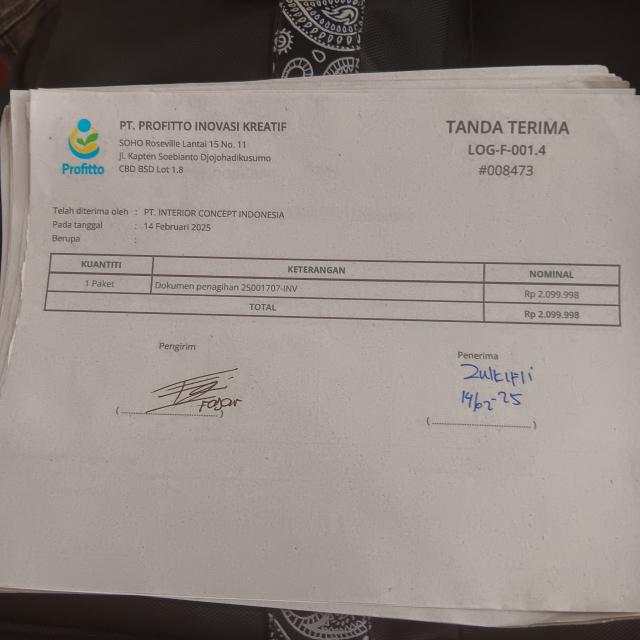 Profitto
PT. PROFITTO INOVASI KREATIF
SOHO Roseville Lantai 15 No. 11
Jl. Kapten Soebianto Djojohadikusumo
CBD BSD Lot 1.8
TANDA TERIMA
LOG-F-001.4
#008473
Telah diterima oleh : PT. INTERIOR CONCEPT INDONESIA
Pada tanggal : 14 Februari 2025
Berupa :
KUANTITI KETERANGAN NOMINAL
1 Paket Dokumen penagihan 25001707-INV Rp 2.099.998
TOTAL Rp 2.099.998
Pengirim
Penerima
Zulkifli
14/2-25
(..............................)
(..............................)